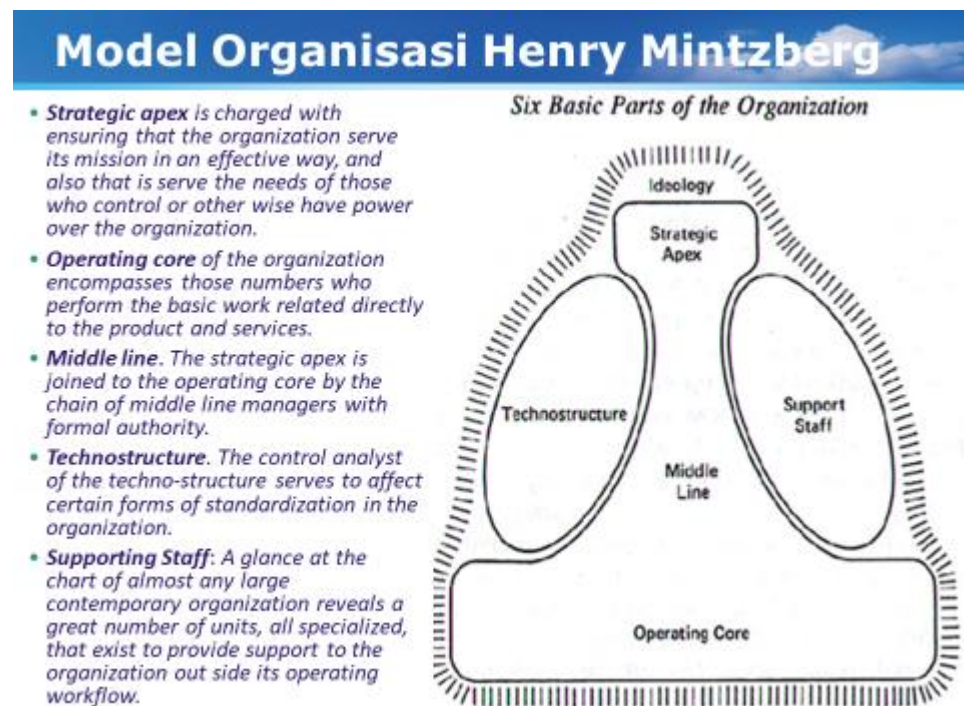 Model Organisasi Henry Mintzberg
• Strategic apex is charged with
ensuring that the organization serve
its mission in an effective way, and
also that is serve the needs of those
who control or other wise have power
over the organization.
• Operating core of the organization
encompasses those numbers who
perform the basic work related directly
to the product and services.
• Middle line. The strategic apex is
joined to the operating core by the
chain of middle line managers with
formal authority.
• Technostructure. The control analyst
of the techno-structure serves to affect
certain forms of standardization in the
organization.
• Supporting Staff: A glance at the
chart of almost any large
contemporary organization reveals a
great number of units, all specialized,
that exist to provide support to the
organization out side its operating
workflow.
Six Basic Parts of the Organization
Ideology
Strategic
Apex
Technostructure
Support
Staff
Middle
Line
Operating Core